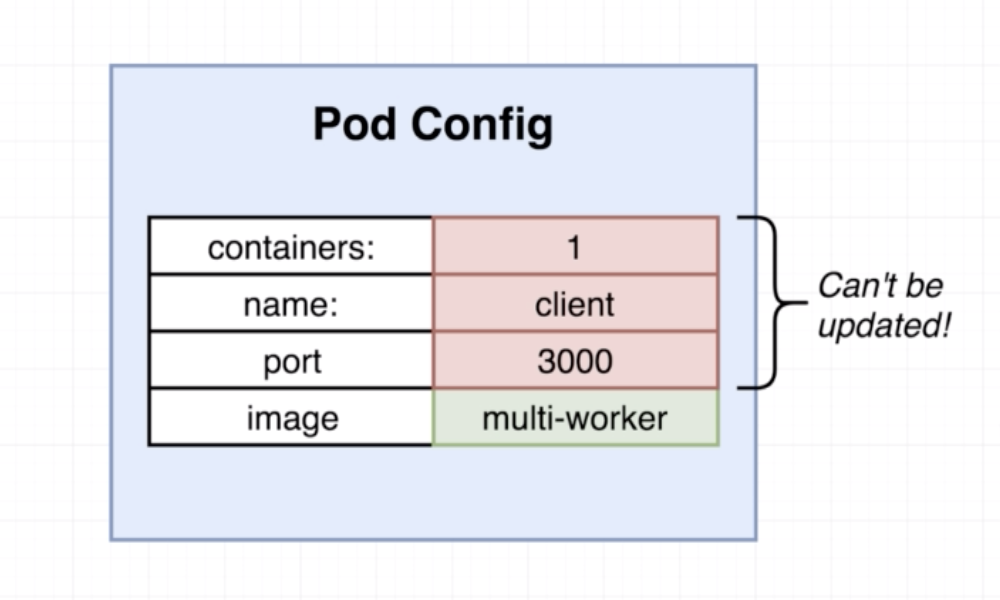 Pod Config
containers: 1
name: client
port 3000
image multi-worker
Can't be
updated!